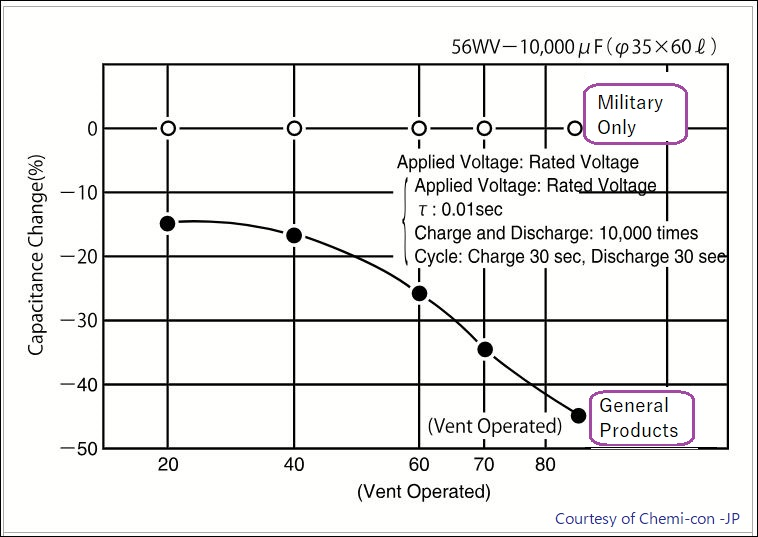 56WV－10,000 μF(φ35×60ℓ)
Military
Only
0
Applied Voltage: Rated Voltage
Applied Voltage: Rated Voltage
τ : 0.01sec
Charge and Discharge: 10,000 times
Cycle: Charge 30 sec, Discharge 30 sec
Capacitance Change(%)
－10
－20
－30
－40
－50
General
Products
(Vent Operated)
20 40 60 70 80
(Vent Operated)
Courtesy of Chemi-con -JP